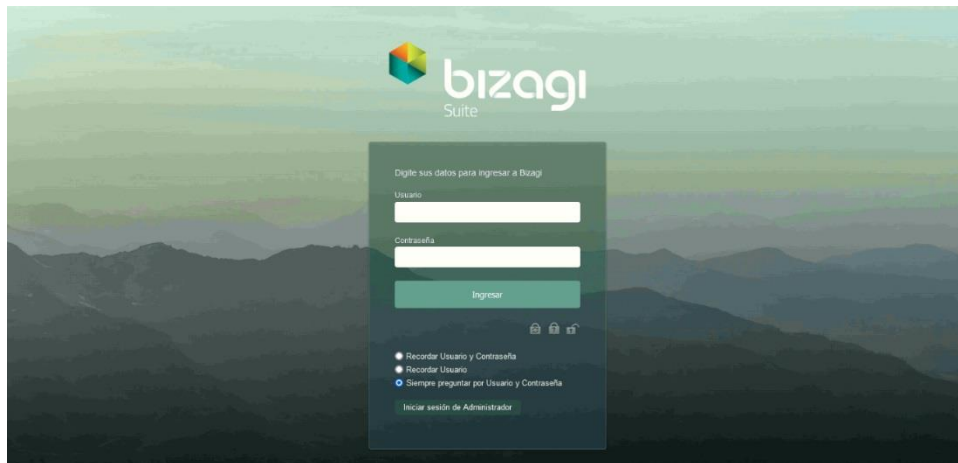 bizagi
Suite
Digite sus datos para ingresar a Bizagi
Usuario
Contraseña
Ingresar
Recordar Usuario y Contraseña
Recordar Usuario
Siempre preguntar por Usuario y Contraseña
Iniciar sesión de Administrador